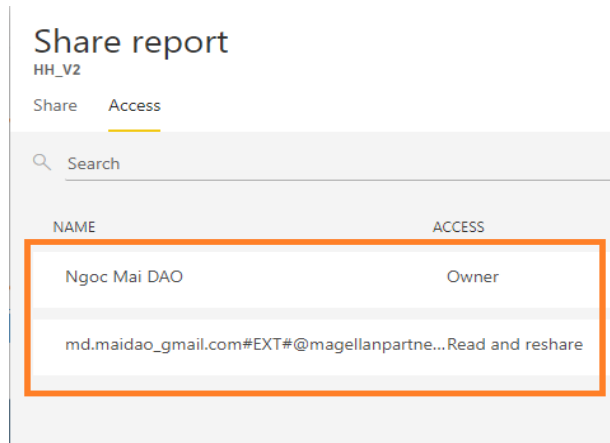 Share report
HH_V2
Share Access
Search
NAME ACCESS
Ngoc Mai DAO Owner
md.maidao_gmail.com#EXT#@magellanpartne... Read and reshare